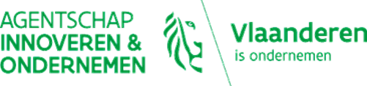 AGENTSCHAP
INNOVEREN &
ONDERNEMEN
Vlaanderen
is ondernemen